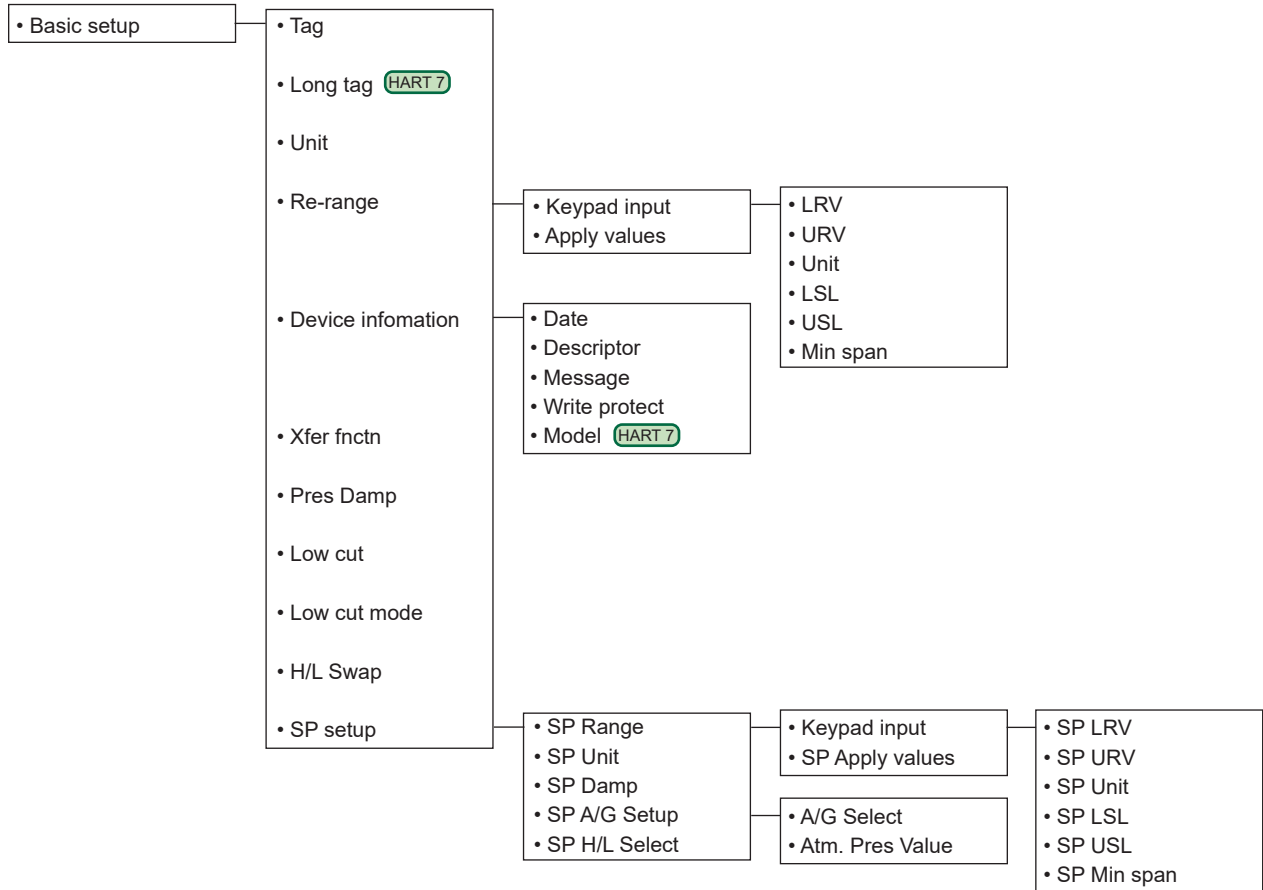 • Basic setup
• Tag
• Long tag HART 7
• Unit
• Re-range
• Keypad input
• Apply values
• LRV
• URV
• Unit
• LSL
• USL
• Min span
• Device infomation
• Date
• Descriptor
• Message
• Write protect
• Model HART 7
• Xfer fnctn
• Pres Damp
• Low cut
• Low cut mode
• H/L Swap
• SP setup
• SP Range
• SP Unit
• SP Damp
• SP A/G Setup
• SP H/L Select
• Keypad input
• SP Apply values
• A/G Select
• Atm. Pres Value
• SP LRV
• SP URV
• SP Unit
• SP LSL
• SP USL
• SP Min span